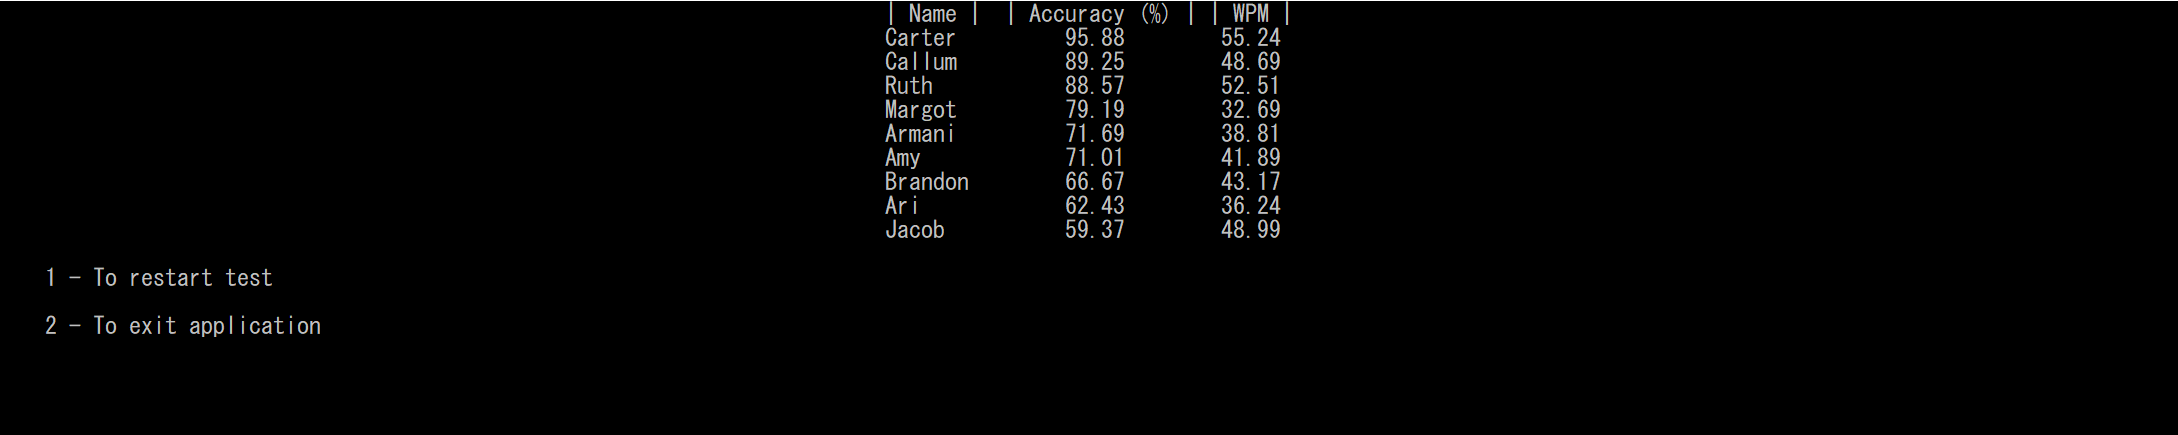 | Name |  | Accuracy (%) | | WPM |
Carter 95.88 55.24
Callum 89.25 48.69
Ruth 88.57 52.51
Margot 79.19 32.69
Armani 71.69 38.81
Amy 71.01 41.89
Brandon 66.67 43.17
Ari 62.43 36.24
Jacob 59.37 48.99
1 - To restart test
2 - To exit application